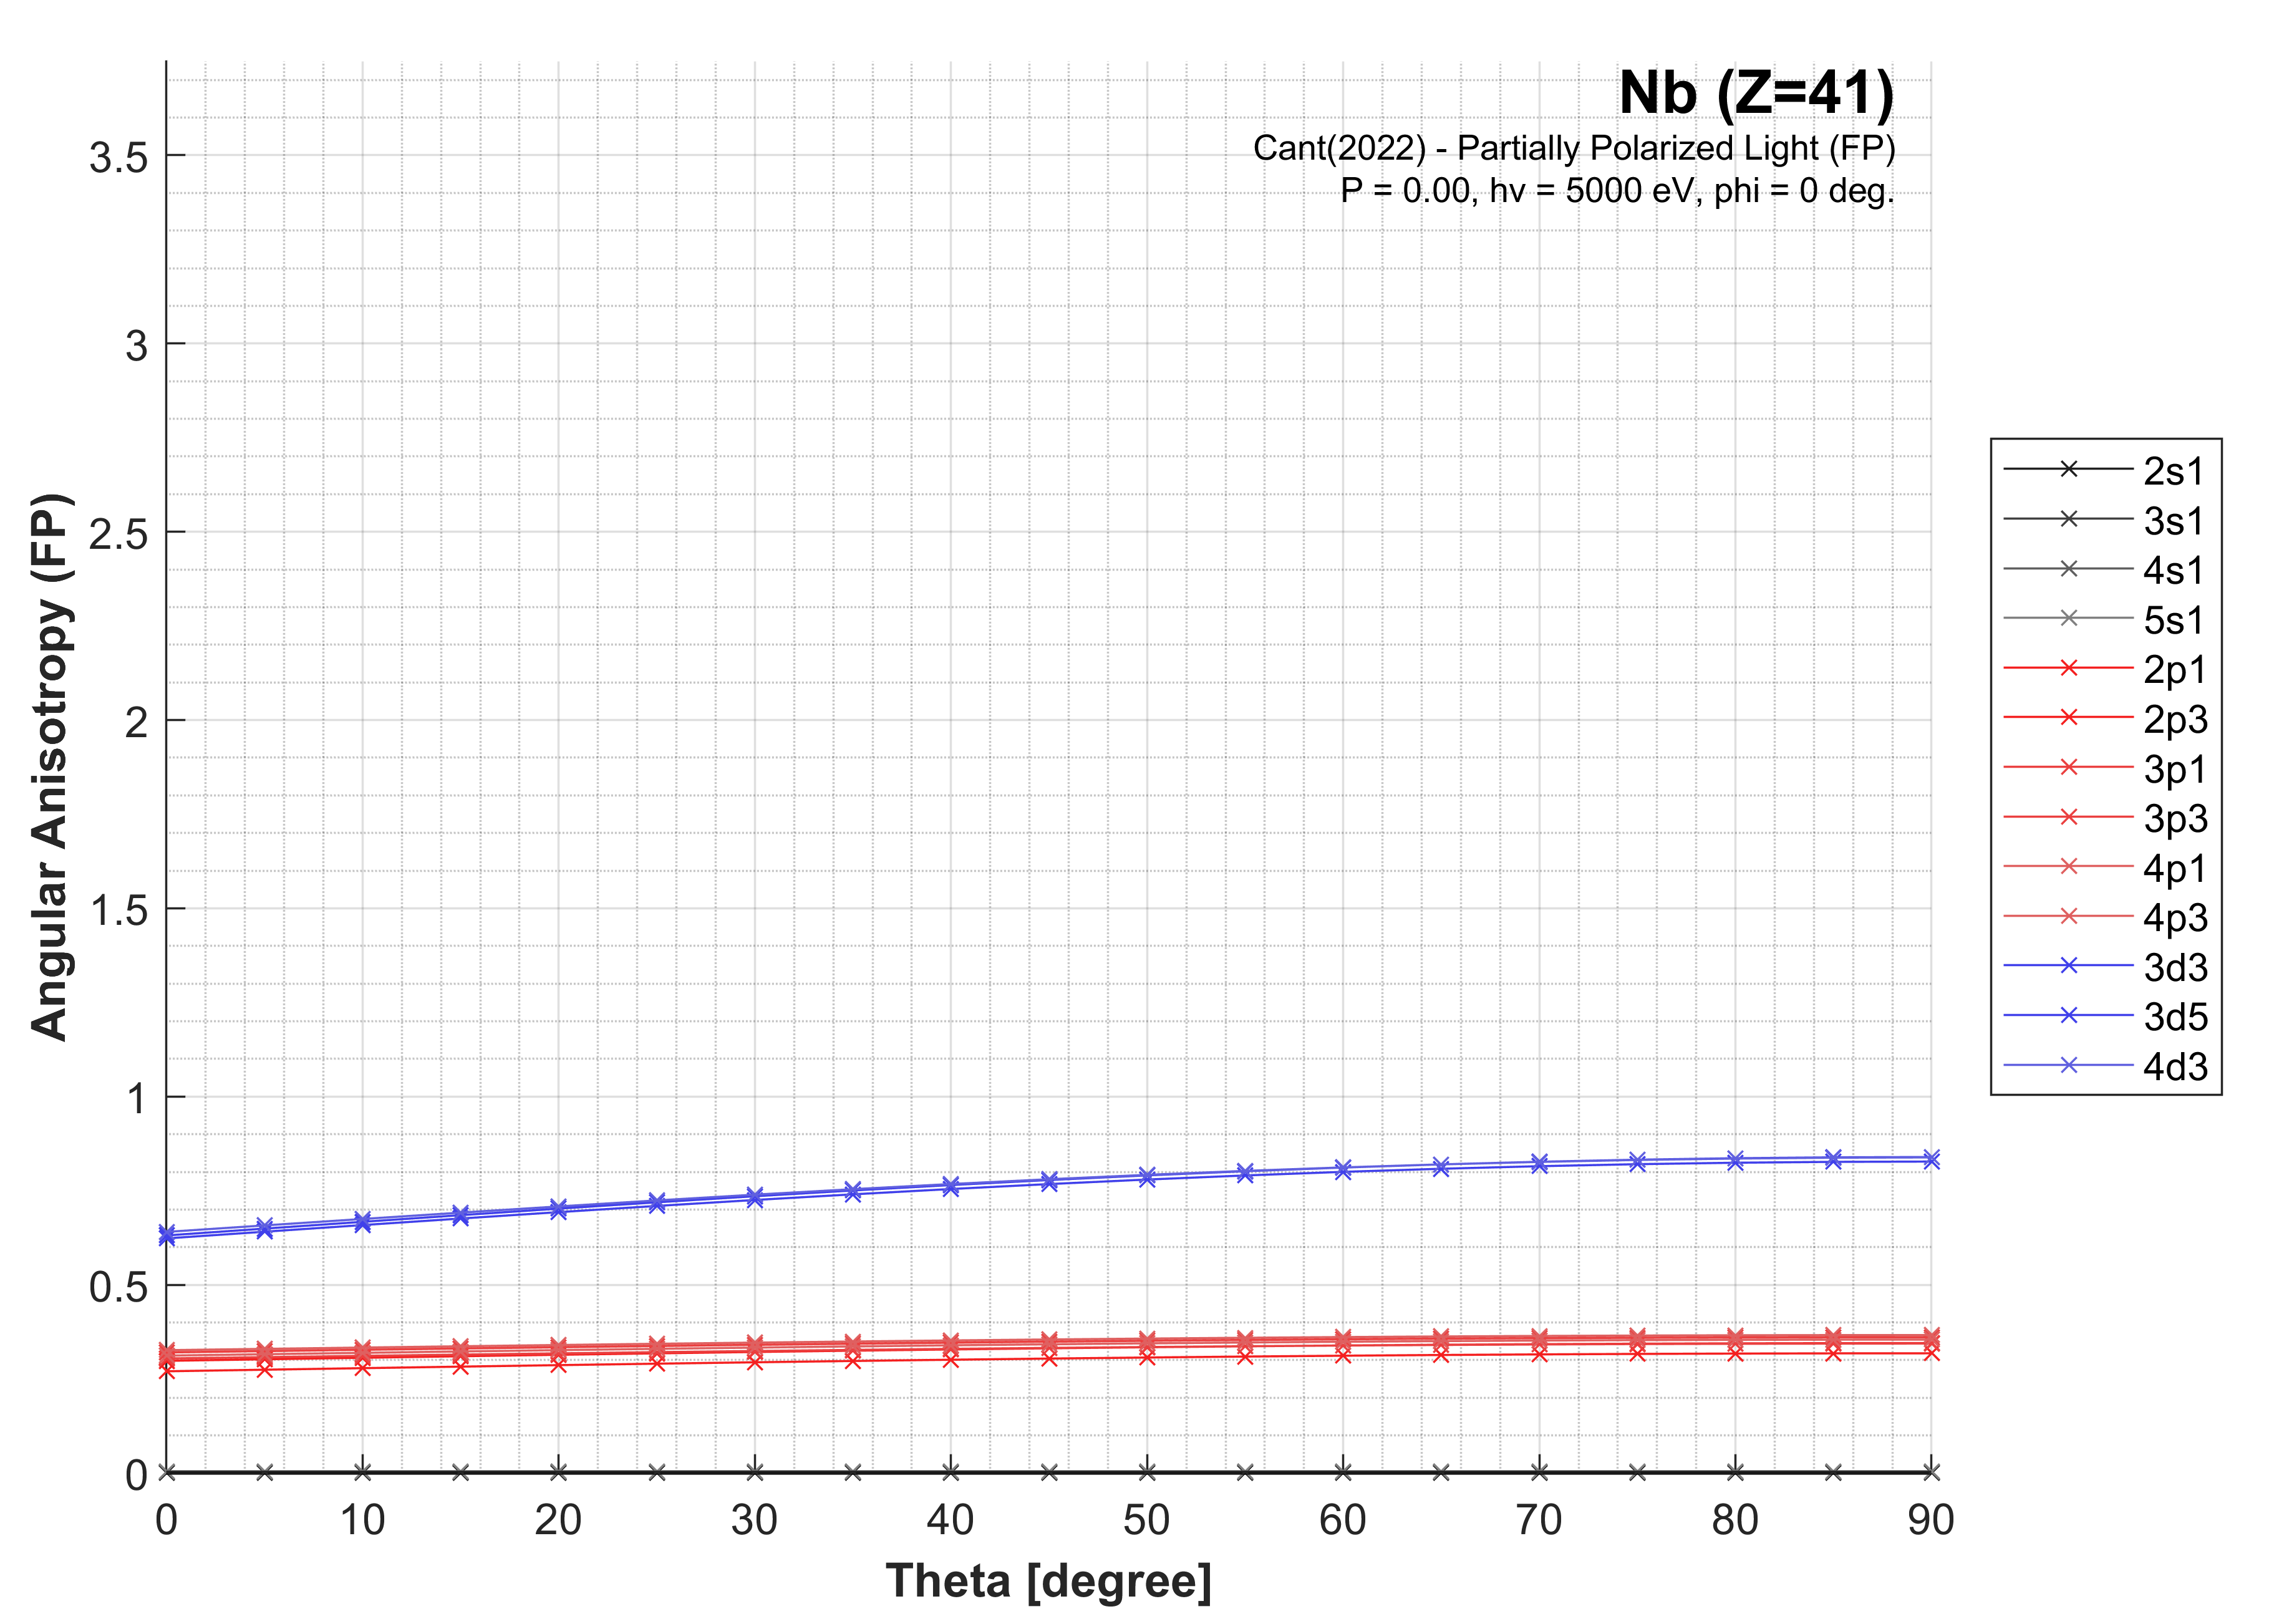 Nb (Z=41)
Cant(2022) - Partially Polarized Light (FP)
P = 0.00, hv = 5000 eV, phi = 0 deg.
Angular Anisotropy (FP)
3.5
3
2.5
2
1.5
1
0.5
0
0 10 20 30 40 50 60 70 80 90
Theta [degree]
2s1
3s1
4s1
5s1
2p1
2p3
3p1
3p3
4p1
4p3
3d3
3d5
4d3